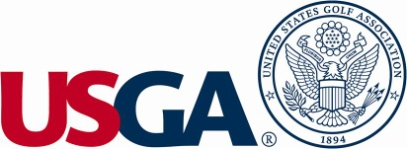 USGA®
UNITED STATES GOLF ASSOCIATION
1894